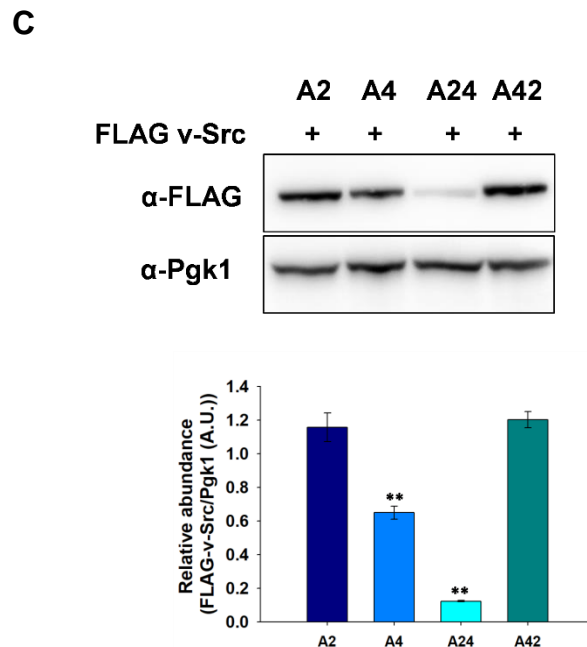 C
A2 A4 A24 A42
FLAG v-Src + + + +
α-FLAG
α-Pgk1
Relative abundance
(FLAG-v-Src/Pgk1 (A.U.))
1.4
1.2
1.0
0.8
0.6
0.4
0.2
0.0
**
**
A2 A4 A24 A42